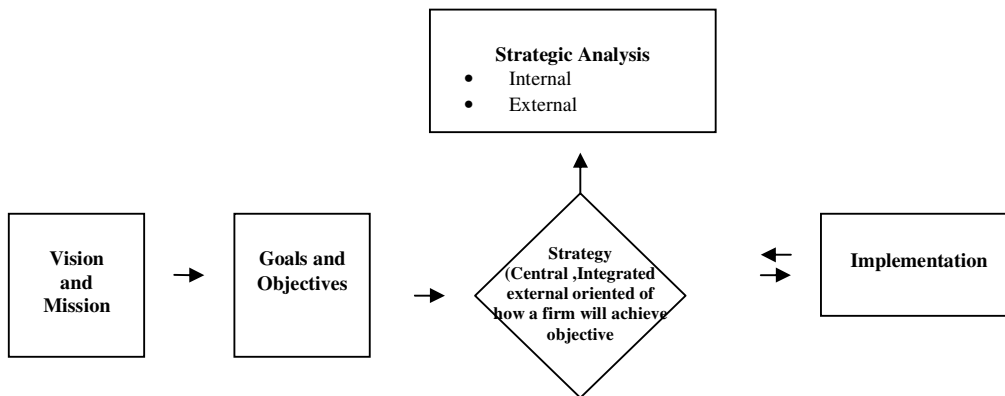 Strategic Analysis
• Internal
• External
Vision
and
Mission
Goals and
Objectives
Strategy
(Central ,Integrated
external oriented of
how a firm will achieve
objective
Implementation